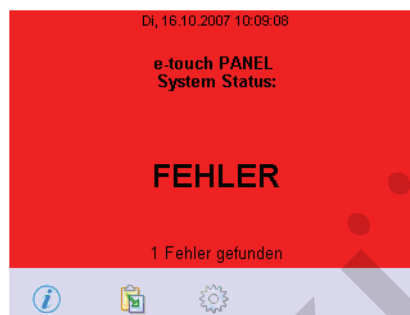 Di, 16.10.2007 10:09:08
e-touch PANEL
System Status:
FEHLER
1 Fehler gefunden